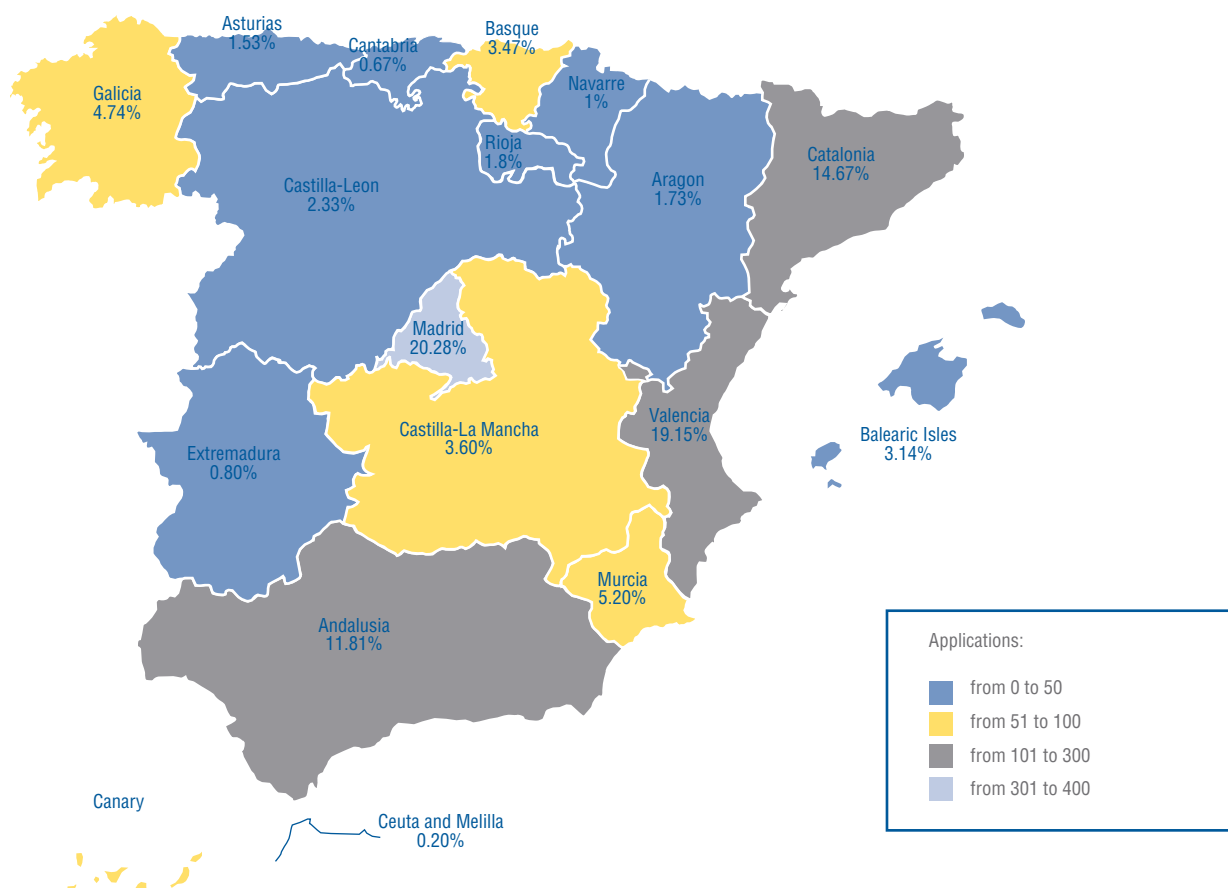 Asturias
1.53%
Cantabria
0.67%
Basque
3.47%
Navarre
1%
Galicia
4.74%
Rioja
1.8%
Catalonia
14.67%
Castilla-Leon
2.33%
Aragon
1.73%
Madrid
20.28%
Valencia
19.15%
Castilla-La Mancha
3.60%
Balearic Isles
3.14%
Extremadura
0.80%
Murcia
5.20%
Andalusia
11.81%
Canary
Ceuta and Melilla
0.20%
Applications:
from 0 to 50
from 51 to 100
from 101 to 300
from 301 to 400